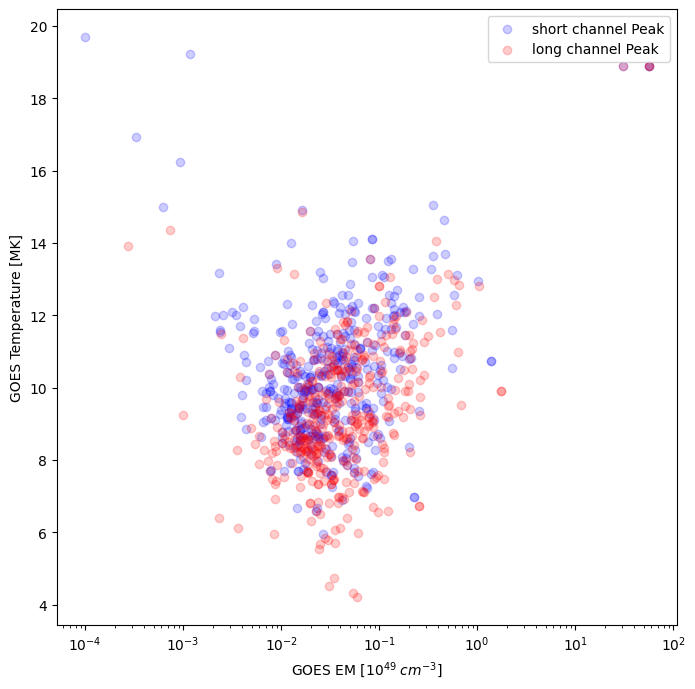 short channel Peak
long channel Peak
20
18
16
14
12
10
8
6
4
GOES Temperature [MK]
10⁻⁴ 10⁻³ 10⁻² 10⁻¹ 10⁰ 10¹ 10²
GOES EM [10⁴⁹ cm⁻³]